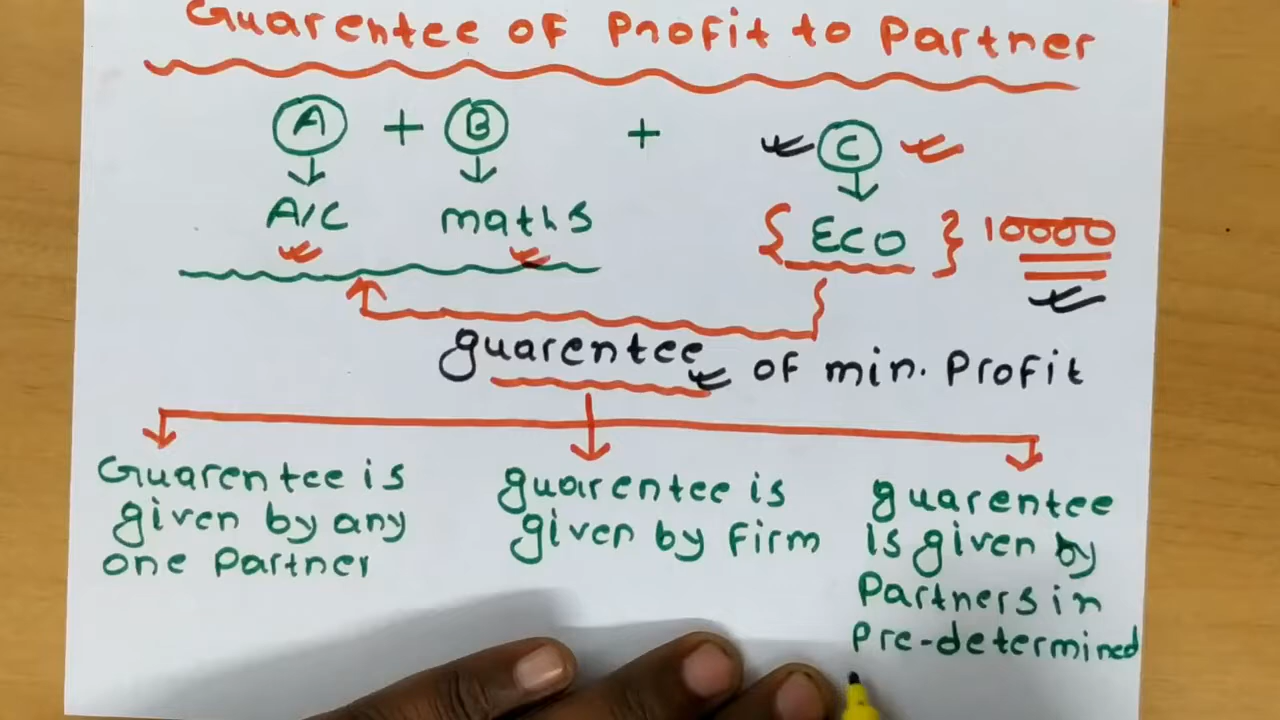 Guarentee of Profit to Partner
A + B + C
A/C maths { ECO } 10000
guarentee of min. Profit
Guarentee is
given by any
one Partner
guarentee is
given by Firm
guarentee
is given by
Partners in
Pre-determined